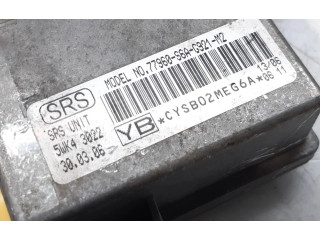 MODEL NO.77960-S6A-G921-M2
SRS
SRS UNIT
5WK4 3022
30.03.06
13/06
YB *CYSB02MEG6A*
06 11